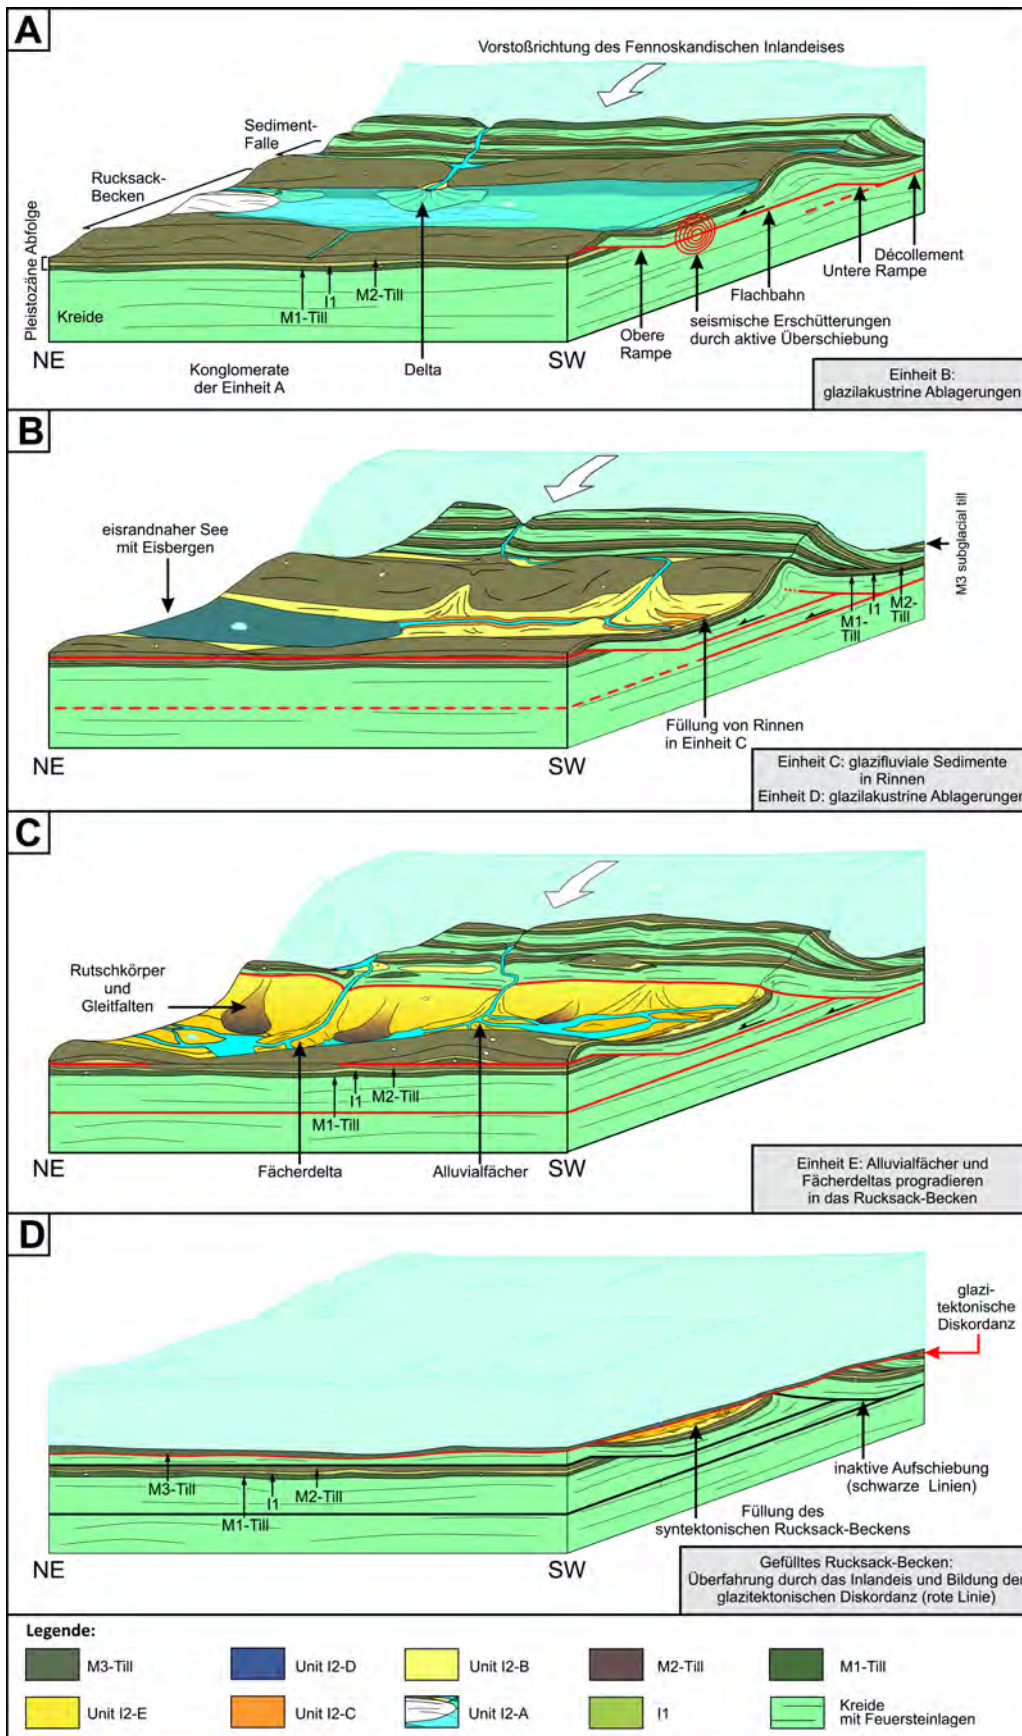 A
Vorstoßrichtung des Fennoskandischen Inlandeises
Sediment-
Falle
Rucksack-
Becken
Pleistozäne Abfolge
Kreide
M1-Till
I1
M2-Till
Décollement
Untere Rampe
Flachbahn
seismische Erschütterungen
durch aktive Überschiebung
Obere
Rampe
NE
SW
Konglomerate
der Einheit A
Delta
Einheit B:
glazilakustrine Ablagerungen
B
eisrandnaher See
mit Eisbergen
M3 subglacial till
M1-
Till
I1
M2-
Till
Füllung von Rinnen
in Einheit C
NE
SW
Einheit C: glazifluviale Sedimente
in Rinnen
Einheit D: glazilakustrine Ablagerungen
C
Rutschkörper
und
Gleitfalten
M1-Till
I1
M2-Till
NE
SW
Fächerdelta
Alluvialfächer
Einheit E: Alluvialfächer und
Fächerdeltas progradieren
in das Rucksack-Becken
D
glazi-
tektonische
Diskordanz
M3-Till
M1-Till
I1
M2-Till
inaktive Aufschiebung
(schwarze Linien)
Füllung des
syntektonischen Rucksack-Beckens
NE
SW
Gefülltes Rucksack-Becken:
Überfahrung durch das Inlandeis und Bildung der
glazitektonischen Diskordanz (rote Linie)
Legende:
M3-Till
Unit I2-D
Unit I2-B
M2-Till
M1-Till
Unit I2-E
Unit I2-C
Unit I2-A
I1
Kreide
mit Feuersteinlagen